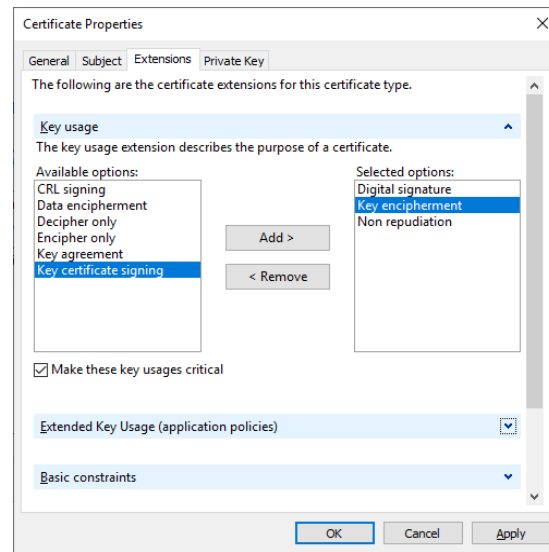 Certificate Properties
General Subject Extensions Private Key
The following are the certificate extensions for this certificate type.
Key usage
The key usage extension describes the purpose of a certificate.
Available options:
CRL signing
Data encipherment
Decipher only
Encipher only
Key agreement
Key certificate signing
Add >
< Remove
Selected options:
Digital signature
Key encipherment
Non repudiation
Make these key usages critical
Extended Key Usage (application policies)
Basic constraints
OK Cancel Apply